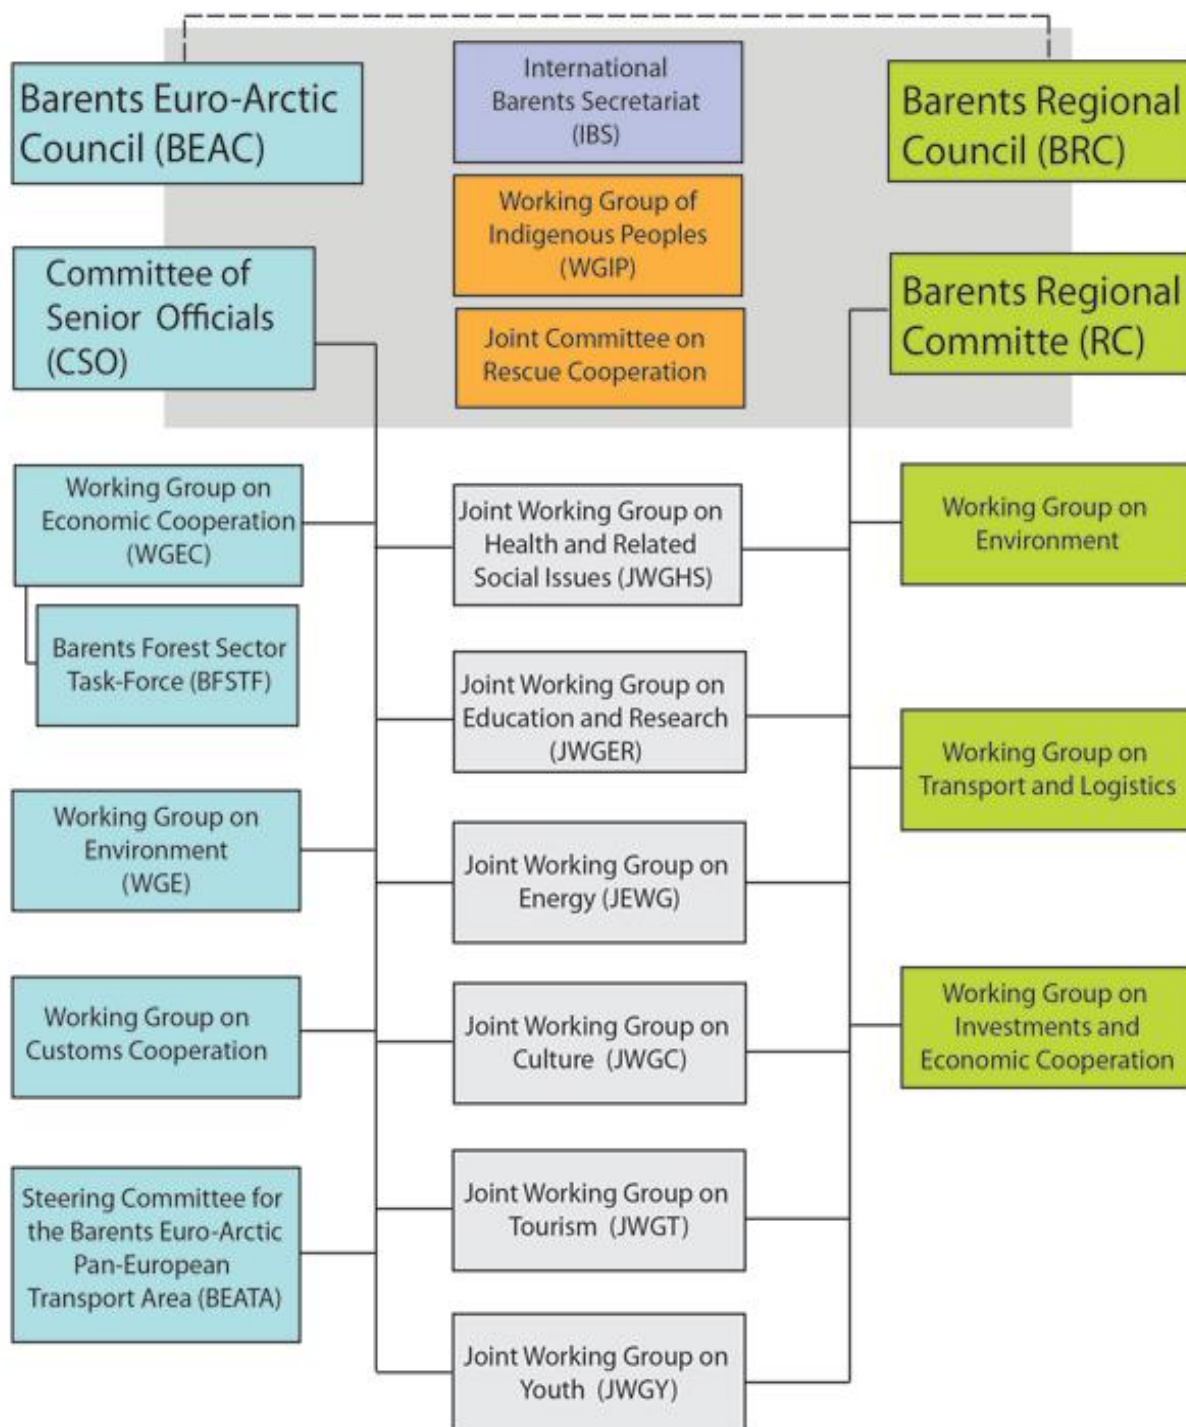 Barents Euro-Arctic
Council (BEAC)
International
Barents Secretariat
(IBS)
Barents Regional
Council (BRC)
Working Group of
Indigenous Peoples
(WGIP)
Committee of
Senior Officials
(CSO)
Joint Committee on
Rescue Cooperation
Barents Regional
Committe (RC)
Working Group on
Economic Cooperation
(WGEC)
Joint Working Group on
Health and Related
Social Issues (JWGHS)
Working Group on
Environment
Barents Forest Sector
Task-Force (BFSTF)
Joint Working Group on
Education and Research
(JWGER)
Working Group on
Transport and Logistics
Working Group on
Environment
(WGE)
Joint Working Group on
Energy (JEWG)
Working Group on
Customs Cooperation
Joint Working Group on
Culture (JWGC)
Working Group on
Investments and
Economic Cooperation
Steering Committee for
the Barents Euro-Arctic
Pan-European
Transport Area (BEATA)
Joint Working Group on
Tourism (JWGT)
Joint Working Group on
Youth (JWGY)